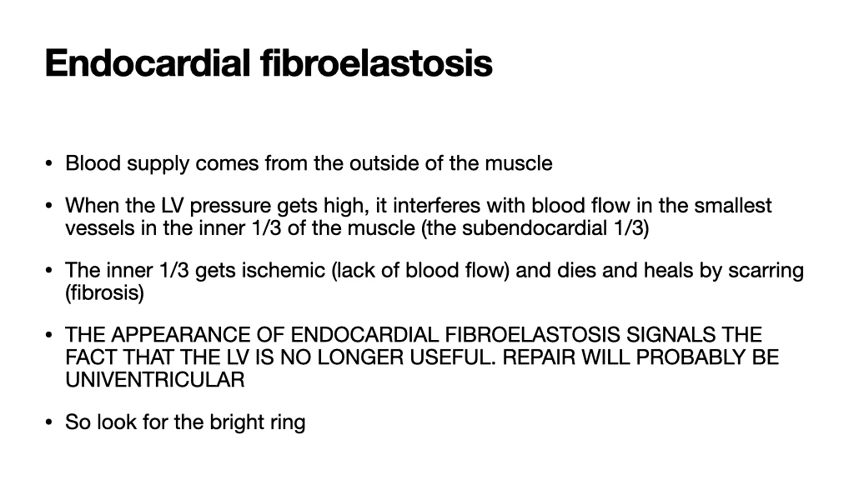 Endocardial fibroelastosis
• Blood supply comes from the outside of the muscle
• When the LV pressure gets high, it interferes with blood flow in the smallest
vessels in the inner 1/3 of the muscle (the subendocardial 1/3)
• The inner 1/3 gets ischemic (lack of blood flow) and dies and heals by scarring
(fibrosis)
• THE APPEARANCE OF ENDOCARDIAL FIBROELASTOSIS SIGNALS THE
FACT THAT THE LV IS NO LONGER USEFUL. REPAIR WILL PROBABLY BE
UNIVENTRICULAR
• So look for the bright ring